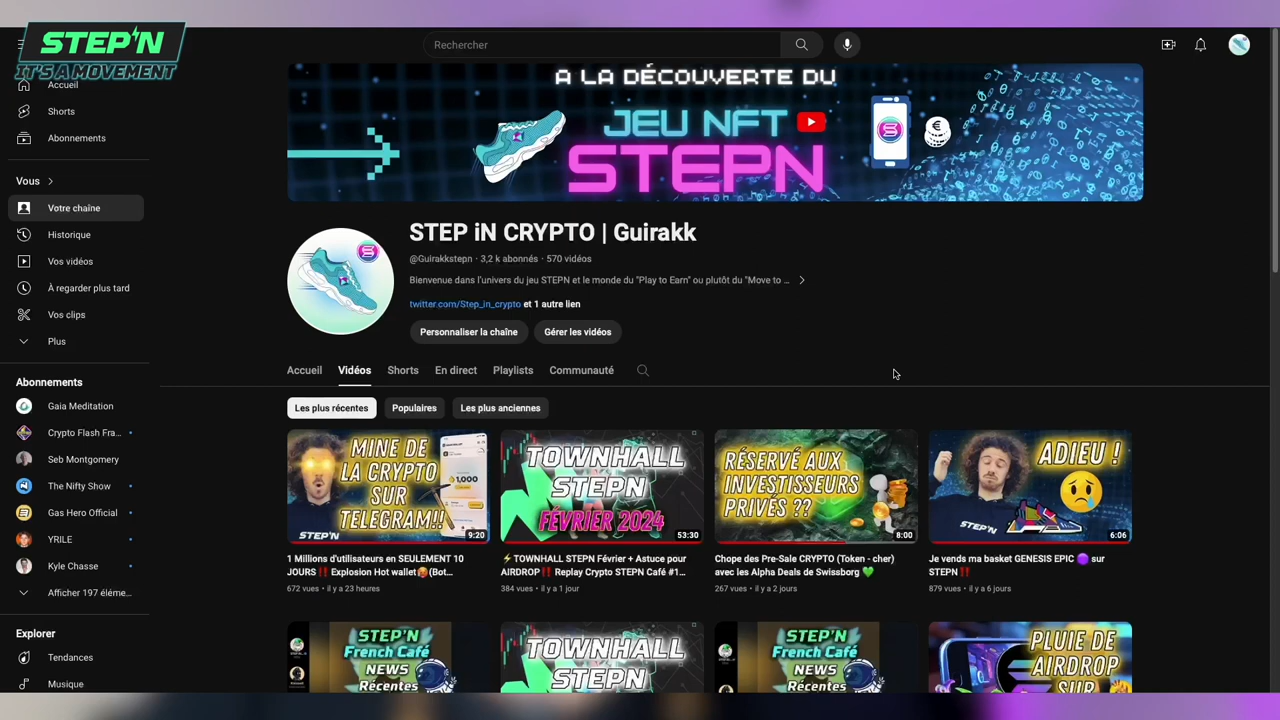 STEP'N
IT'S A MOVEMENT
Rechercher
Accueil
Shorts
Abonnements
Vous
Votre chaîne
Historique
Vos vidéos
À regarder plus tard
Vos clips
Plus
Abonnements
Gaia Meditation
Crypto Flash Fra...
Seb Montgomery
The Nifty Show
Gas Hero Official
YRILE
Kyle Chasse
Afficher 197 éléme...
Explorer
Tendances
Musique
A LA DÉCOUVERTE DU
JEU NFT
STEPN
STEP iN CRYPTO | Guirakk
@Guirakkstepn · 3,2 k abonnés · 570 vidéos
Bienvenue dans l'univers du jeu STEPN et le monde du "Play to Earn" ou plutôt du "Move to ...
twitter.com/Step_in_crypto et 1 autre lien
Personnaliser la chaîne
Gérer les vidéos
Accueil
Vidéos
Shorts
En direct
Playlists
Communauté
Les plus récentes
Populaires
Les plus anciennes
MINE DE
LA CRYPTO
SUR
TELEGRAM!!
1,000
STEP'N
9:20
1 Millions d'utilisateurs en SEULEMENT 10
JOURS ‼️ Explosion Hot wallet🥵(Bot...
672 vues · il y a 23 heures
TOWNHALL
STEPN
FÉVRIER 2024
53:30
⚡TOWNHALL STEPN Février + Astuce pour
AIRDROP‼️ Replay Crypto STEPN Café #1...
384 vues · il y a 1 jour
RÉSERVÉ AUX
INVESTISSEURS
PRIVÉS ??
8:00
Chope des Pre-Sale CRYPTO (Token - cher)
avec les Alpha Deals de Swissborg 💚
267 vues · il y a 2 jours
ADIEU !
STEP'N
6:06
Je vends ma basket GENESIS EPIC 🟣 sur
STEPN‼️
879 vues · il y a 6 jours
STEP'N
French Café
NEWS
Récentes
TOWNHALL
STEPN
STEP'N
French Café
NEWS
Récentes
PLUIE DE
AIRDROP
SUR